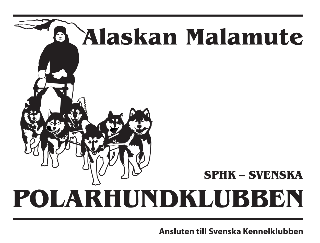 Alaskan Malamute
SPHK – SVENSKA
POLARHUNDKLUBBEN
Ansluten till Svenska Kennelklubben